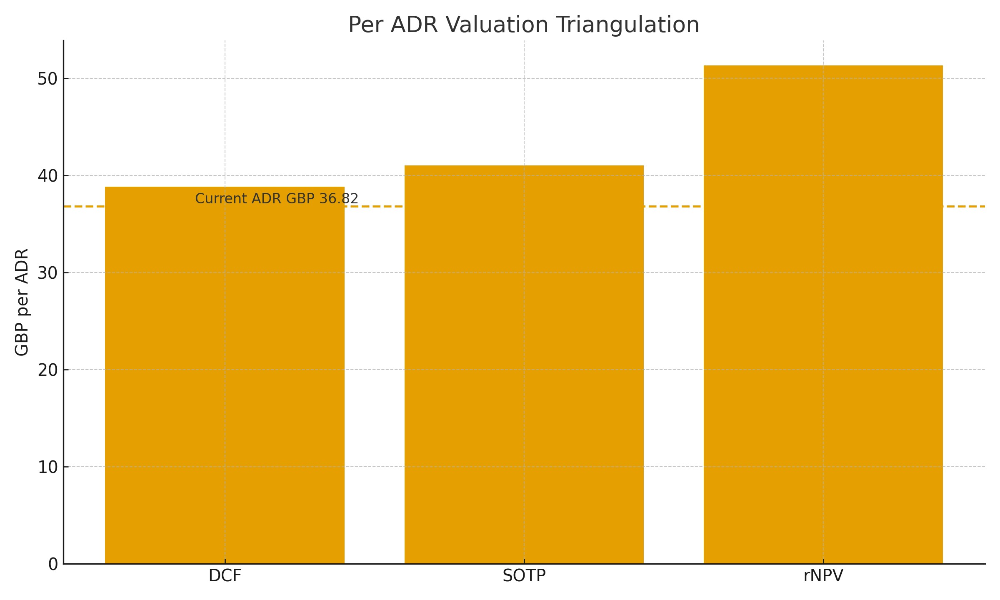 Per ADR Valuation Triangulation
GBP per ADR
50
40
30
20
10
0
Current ADR GBP 36.82
DCF
SOTP
rNPV